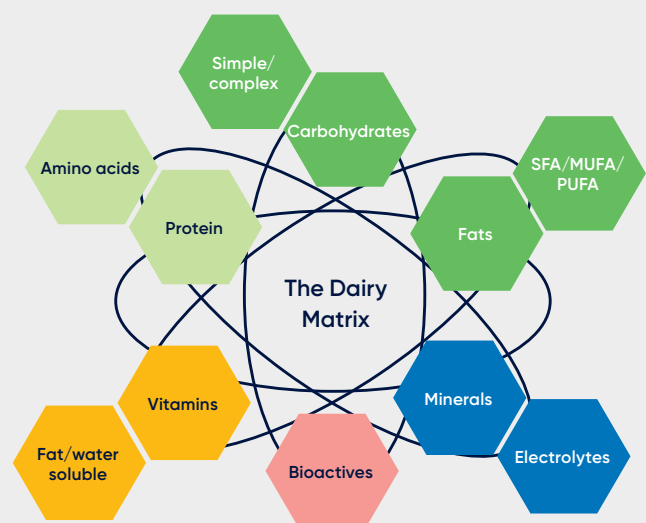 Simple/
complex
Carbohydrates
Amino acids
SFA/MUFA/
PUFA
Protein
Fats
The Dairy
Matrix
Vitamins
Minerals
Fat/water
soluble
Bioactives
Electrolytes